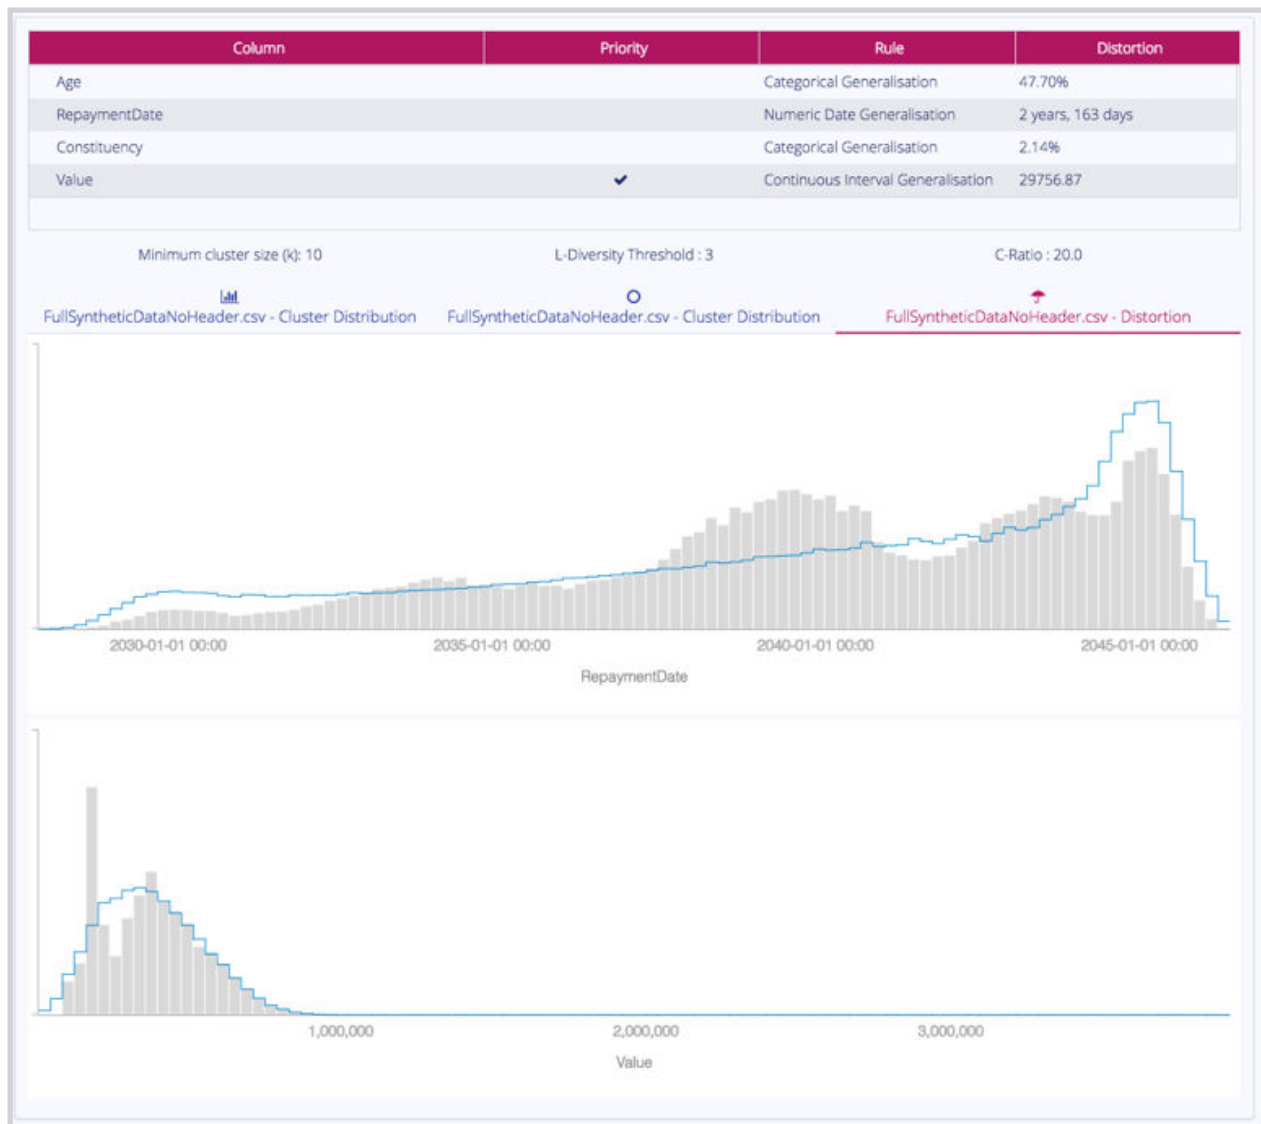 Column Priority Rule Distortion
Age Categorical Generalisation 47.70%
RepaymentDate Numeric Date Generalisation 2 years, 163 days
Constituency Categorical Generalisation 2.14%
Value ✔ Continuous Interval Generalisation 29756.87
Minimum cluster size (k): 10 L-Diversity Threshold : 3 C-Ratio : 20.0
FullSyntheticDataNoHeader.csv - Cluster Distribution FullSyntheticDataNoHeader.csv - Cluster Distribution FullSyntheticDataNoHeader.csv - Distortion
2030-01-01 00:00 2035-01-01 00:00 2040-01-01 00:00 2045-01-01 00:00
RepaymentDate
1,000,000 2,000,000 3,000,000
Value